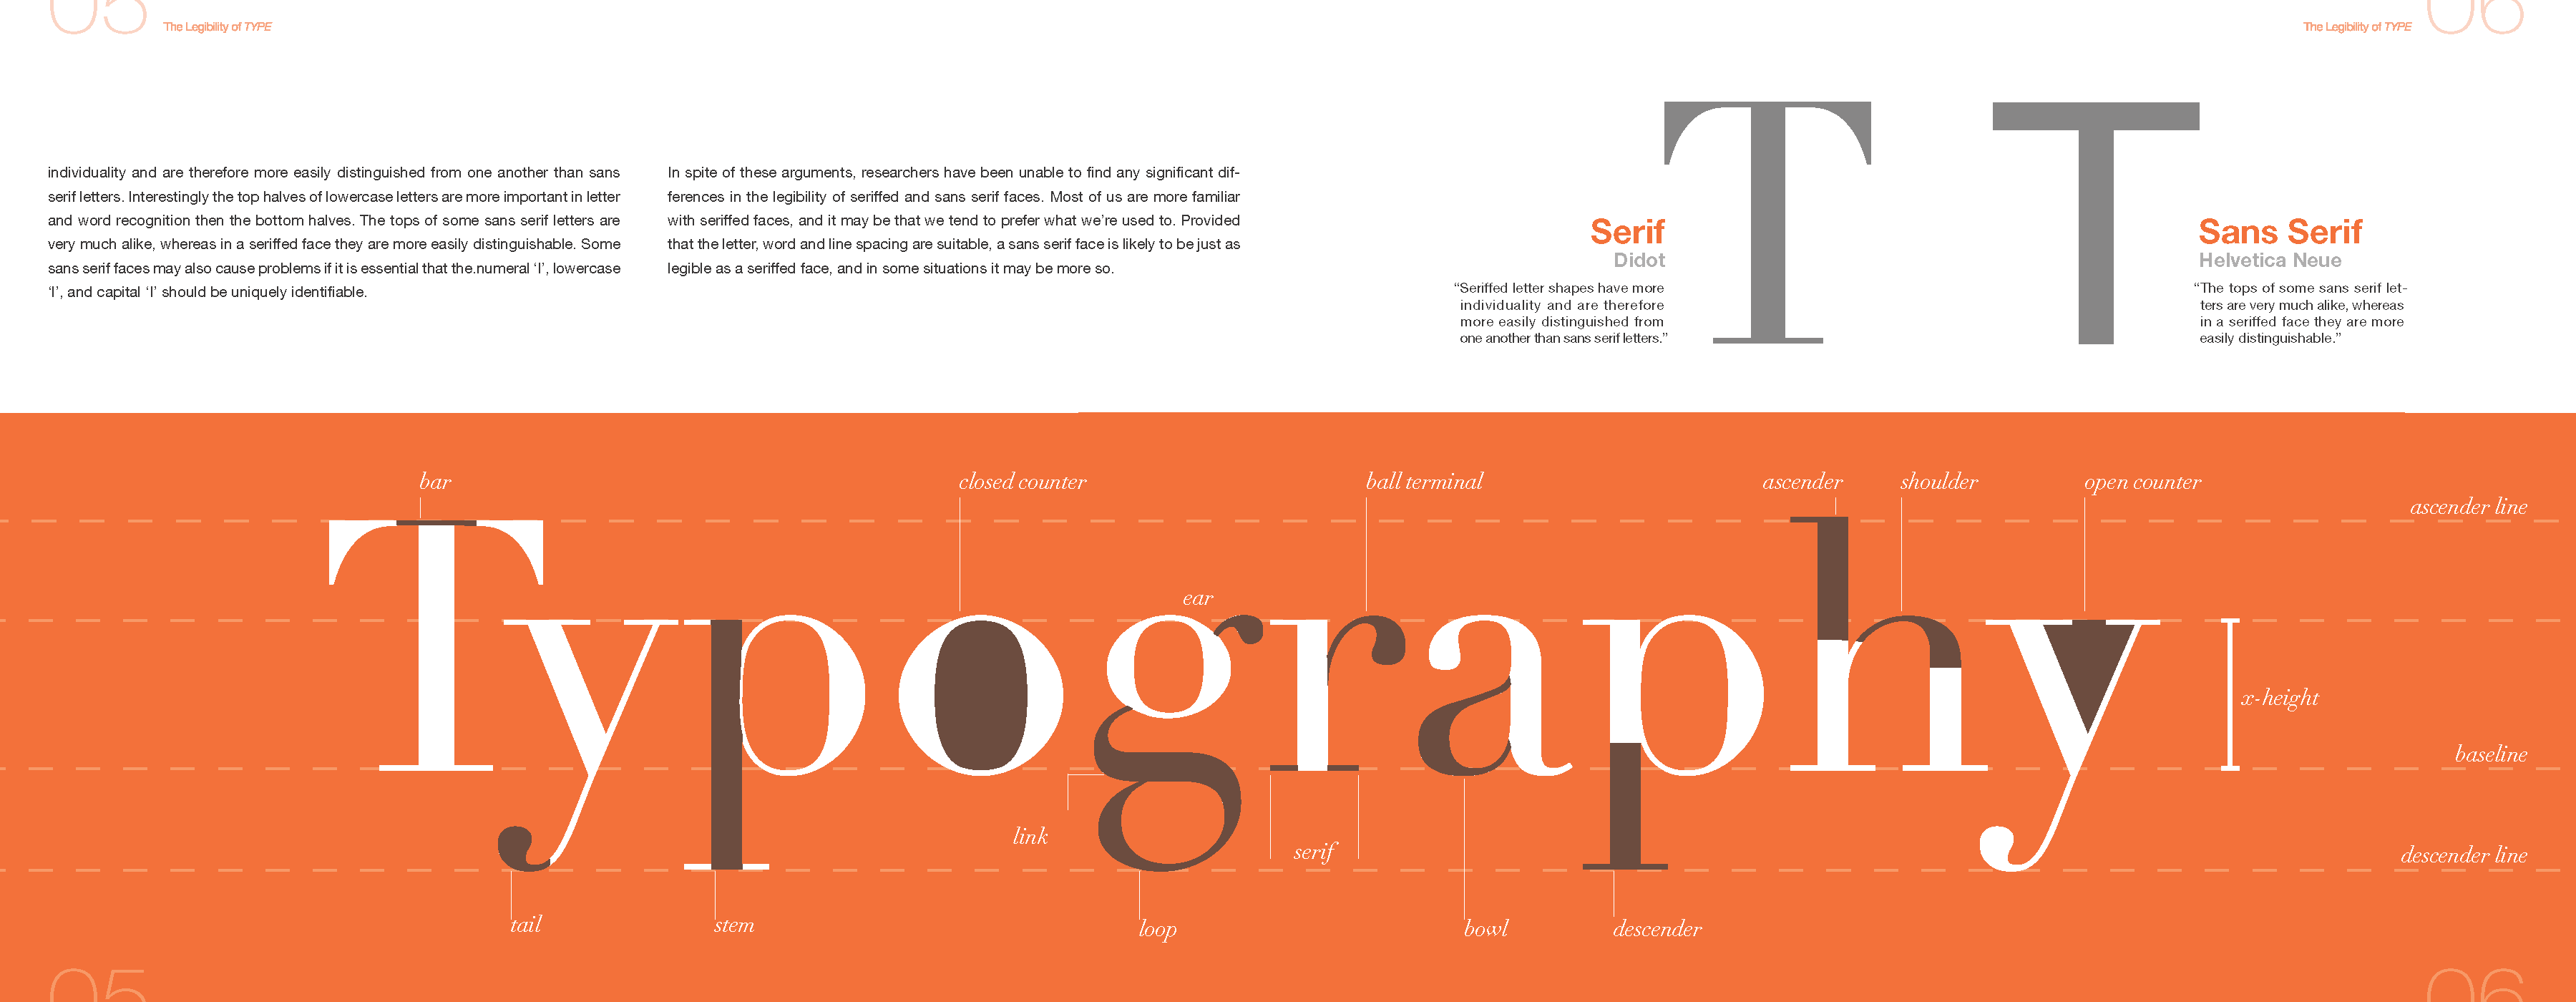 05 The Legibility of TYPE
The Legibility of TYPE 06
individuality and are therefore more easily distinguished from one another than sans
serif letters. Interestingly the top halves of lowercase letters are more important in letter
and word recognition then the bottom halves. The tops of some sans serif letters are
very much alike, whereas in a seriffed face they are more easily distinguishable. Some
sans serif faces may also cause problems if it is essential that the.numeral ‘I’, lowercase
‘l’, and capital ‘I’ should be uniquely identifiable.
In spite of these arguments, researchers have been unable to find any significant dif-
ferences in the legibility of seriffed and sans serif faces. Most of us are more familiar
with seriffed faces, and it may be that we tend to prefer what we’re used to. Provided
that the letter, word and line spacing are suitable, a sans serif face is likely to be just as
legible as a seriffed face, and in some situations it may be more so.
T
Serif
Didot
“Seriffed letter shapes have more
individuality and are therefore
more easily distinguished from
one another than sans serif letters.”
T
Sans Serif
Helvetica Neue
“The tops of some sans serif let-
ters are very much alike, whereas
in a seriffed face they are more
easily distinguishable.”
bar
closed counter
ball terminal
ascender
shoulder
open counter
ascender line
ear
Typography
x-height
baseline
link
serif
descender line
tail
stem
loop
bowl
descender
05
06